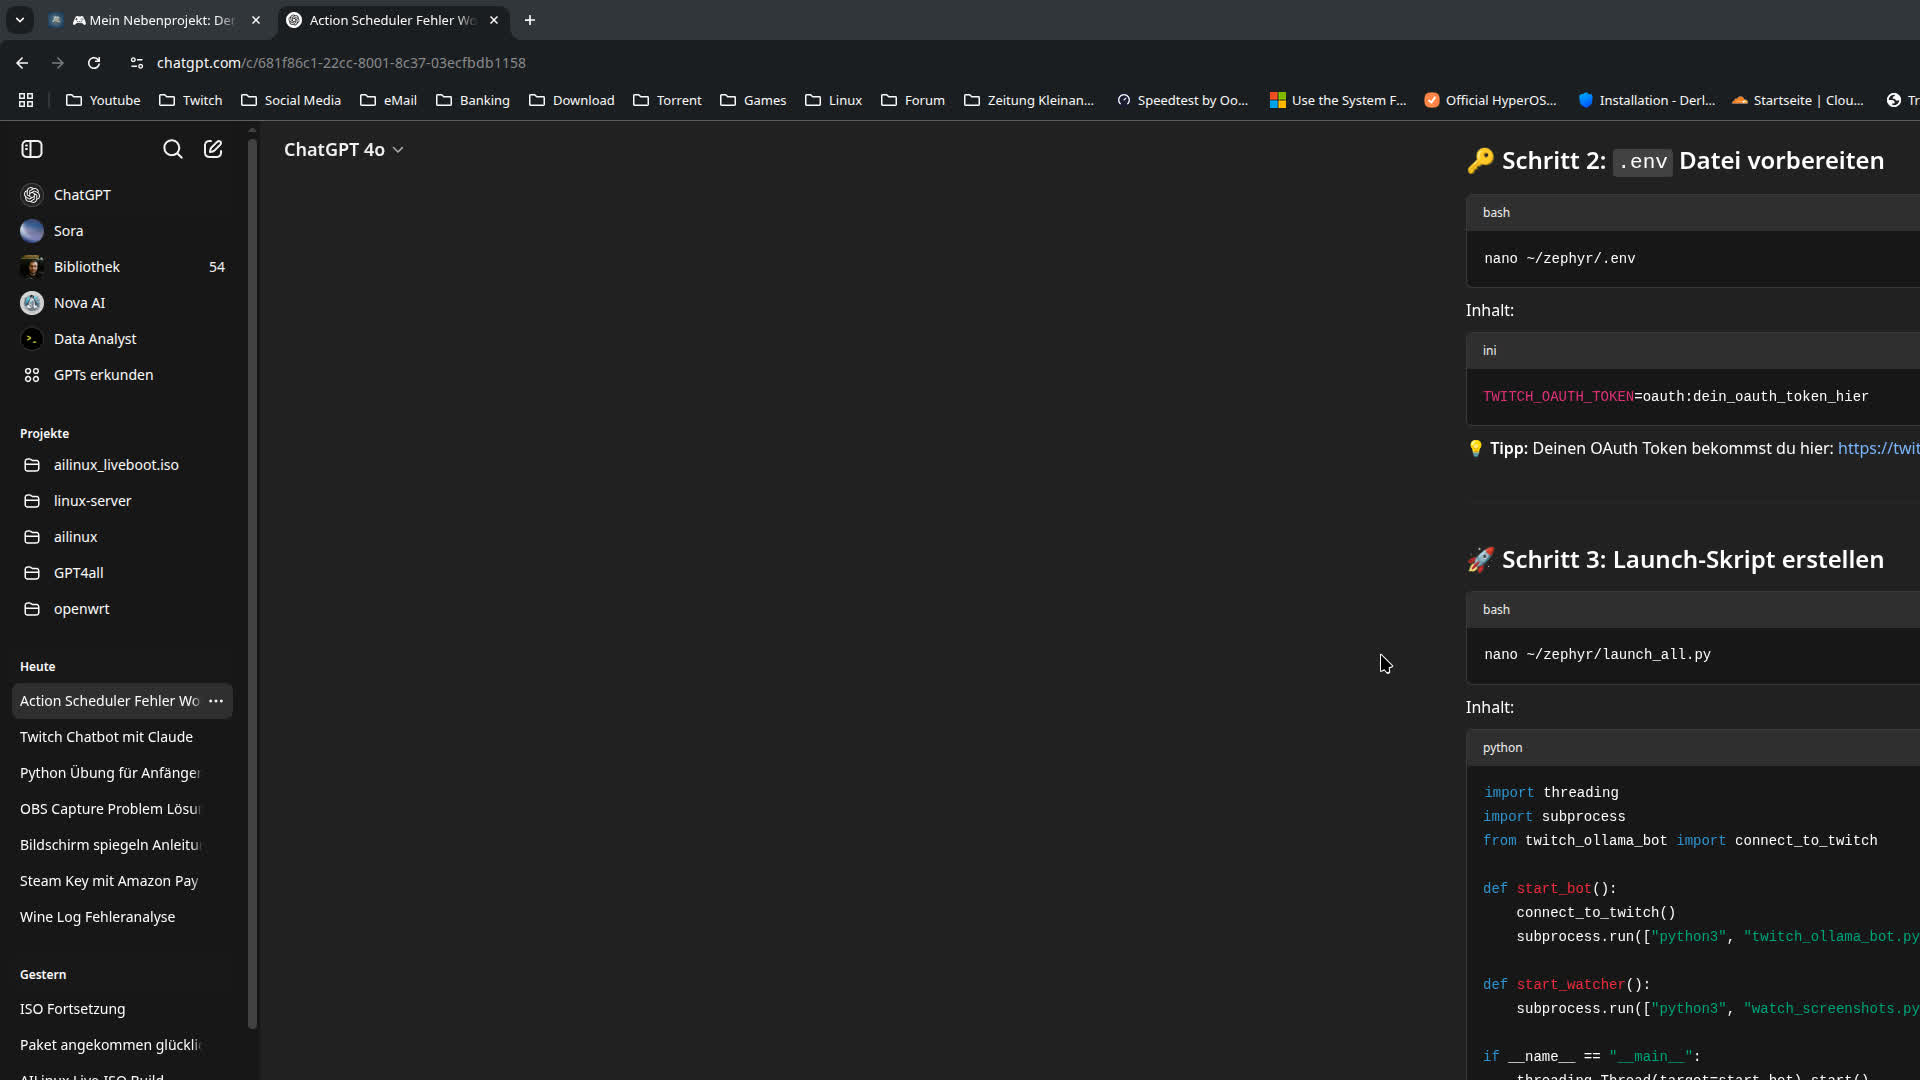 🎮 Mein Nebenprojekt: Der
Action Scheduler Fehler Wo
chatgpt.com/c/681f86c1-22cc-8001-8c37-03ecfbdb1158
Youtube Twitch Social Media eMail Banking Download Torrent Games Linux Forum Zeitung Kleinan... Speedtest by Oo... Use the System F... Official HyperOS... Installation - Derl... Startseite | Clou... Tr
ChatGPT 4o
ChatGPT
Sora
Bibliothek 54
Nova AI
Data Analyst
GPTs erkunden
Projekte
ailinux_liveboot.iso
linux-server
ailinux
GPT4all
openwrt
Heute
Action Scheduler Fehler Wo
Twitch Chatbot mit Claude
Python Übung für Anfänger
OBS Capture Problem Lösu
Bildschirm spiegeln Anleitu
Steam Key mit Amazon Pay
Wine Log Fehleranalyse
Gestern
ISO Fortsetzung
Paket angekommen glückli
AILinux Live ISO Build
🔑 Schritt 2: .env Datei vorbereiten
bash
nano ~/zephyr/.env
Inhalt:
ini
TWITCH_OAUTH_TOKEN=oauth:dein_oauth_token_hier
💡 Tipp: Deinen OAuth Token bekommst du hier: https://twit
🚀 Schritt 3: Launch-Skript erstellen
bash
nano ~/zephyr/launch_all.py
Inhalt:
python
import threading
import subprocess
from twitch_ollama_bot import connect_to_twitch
def start_bot():
connect_to_twitch()
subprocess.run(["python3", "twitch_ollama_bot.py
def start_watcher():
subprocess.run(["python3", "watch_screenshots.py
if __name__ == "__main__":
threading.Thread(target=start_bot).start()